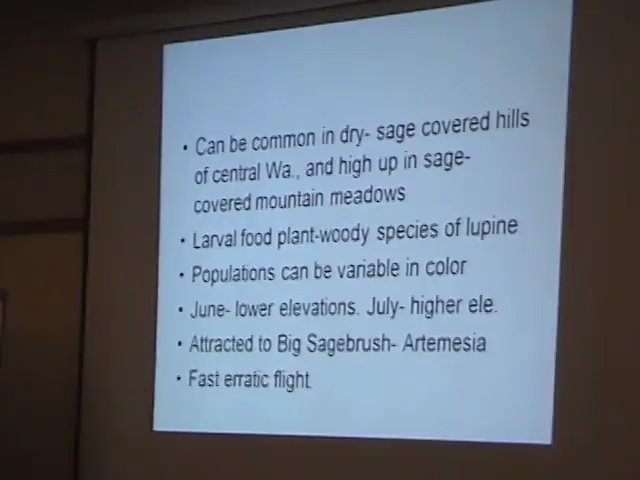 • Can be common in dry- sage covered hills
of central Wa., and high up in sage-
covered mountain meadows
• Larval food plant-woody species of lupine
• Populations can be variable in color
• June- lower elevations. July- higher ele.
• Attracted to Big Sagebrush- Artemesia
• Fast erratic flight